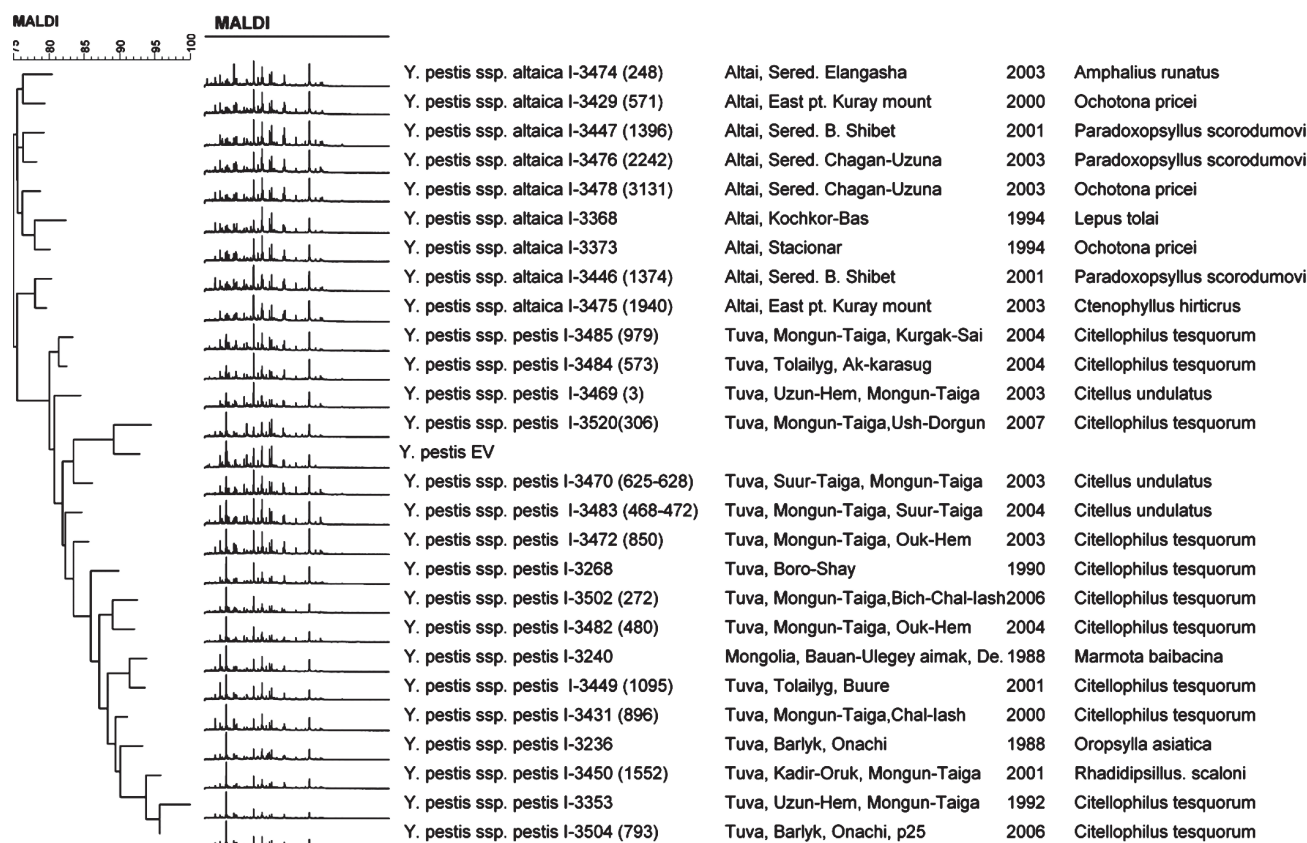 MALDI MALDI
75 80 85 90 95 100
Y. pestis ssp. altaica I-3474 (248) Altai, Sered. Elangasha 2003 Amphalius runatus
Y. pestis ssp. altaica I-3429 (571) Altai, East pt. Kuray mount 2000 Ochotona pricei
Y. pestis ssp. altaica I-3447 (1396) Altai, Sered. B. Shibet 2001 Paradoxopsyllus scorodumovi
Y. pestis ssp. altaica I-3476 (2242) Altai, Sered. Chagan-Uzuna 2003 Paradoxopsyllus scorodumovi
Y. pestis ssp. altaica I-3478 (3131) Altai, Sered. Chagan-Uzuna 2003 Ochotona pricei
Y. pestis ssp. altaica I-3368 Altai, Kochkor-Bas 1994 Lepus tolai
Y. pestis ssp. altaica I-3373 Altai, Stacionar 1994 Ochotona pricei
Y. pestis ssp. altaica I-3446 (1374) Altai, Sered. B. Shibet 2001 Paradoxopsyllus scorodumovi
Y. pestis ssp. altaica I-3475 (1940) Altai, East pt. Kuray mount 2003 Ctenophyllus hirticrus
Y. pestis ssp. pestis I-3485 (979) Tuva, Mongun-Taiga, Kurgak-Sai 2004 Citellophilus tesquorum
Y. pestis ssp. pestis I-3484 (573) Tuva, Tolailyg, Ak-karasug 2004 Citellophilus tesquorum
Y. pestis ssp. pestis I-3469 (3) Tuva, Uzun-Hem, Mongun-Taiga 2003 Citellus undulatus
Y. pestis ssp. pestis I-3520(306) Tuva, Mongun-Taiga,Ush-Dorgun 2007 Citellophilus tesquorum
Y. pestis EV
Y. pestis ssp. pestis I-3470 (625-628) Tuva, Suur-Taiga, Mongun-Taiga 2003 Citellus undulatus
Y. pestis ssp. pestis I-3483 (468-472) Tuva, Mongun-Taiga, Suur-Taiga 2004 Citellus undulatus
Y. pestis ssp. pestis I-3472 (850) Tuva, Mongun-Taiga, Ouk-Hem 2003 Citellophilus tesquorum
Y. pestis ssp. pestis I-3268 Tuva, Boro-Shay 1990 Citellophilus tesquorum
Y. pestis ssp. pestis I-3502 (272) Tuva, Mongun-Taiga,Bich-Chal-Iash2006 Citellophilus tesquorum
Y. pestis ssp. pestis I-3482 (480) Tuva, Mongun-Taiga, Ouk-Hem 2004 Citellophilus tesquorum
Y. pestis ssp. pestis I-3240 Mongolia, Bauan-Ulegey aimak, De. 1988 Marmota baibacina
Y. pestis ssp. pestis I-3449 (1095) Tuva, Tolailyg, Buure 2001 Citellophilus tesquorum
Y. pestis ssp. pestis I-3431 (896) Tuva, Mongun-Taiga,Chal-Iash 2000 Citellophilus tesquorum
Y. pestis ssp. pestis I-3236 Tuva, Barlyk, Onachi 1988 Oropsylla asiatica
Y. pestis ssp. pestis I-3450 (1552) Tuva, Kadir-Oruk, Mongun-Taiga 2001 Rhadidipsillus. scaloni
Y. pestis ssp. pestis I-3353 Tuva, Uzun-Hem, Mongun-Taiga 1992 Citellophilus tesquorum
Y. pestis ssp. pestis I-3504 (793) Tuva, Barlyk, Onachi, p25 2006 Citellophilus tesquorum